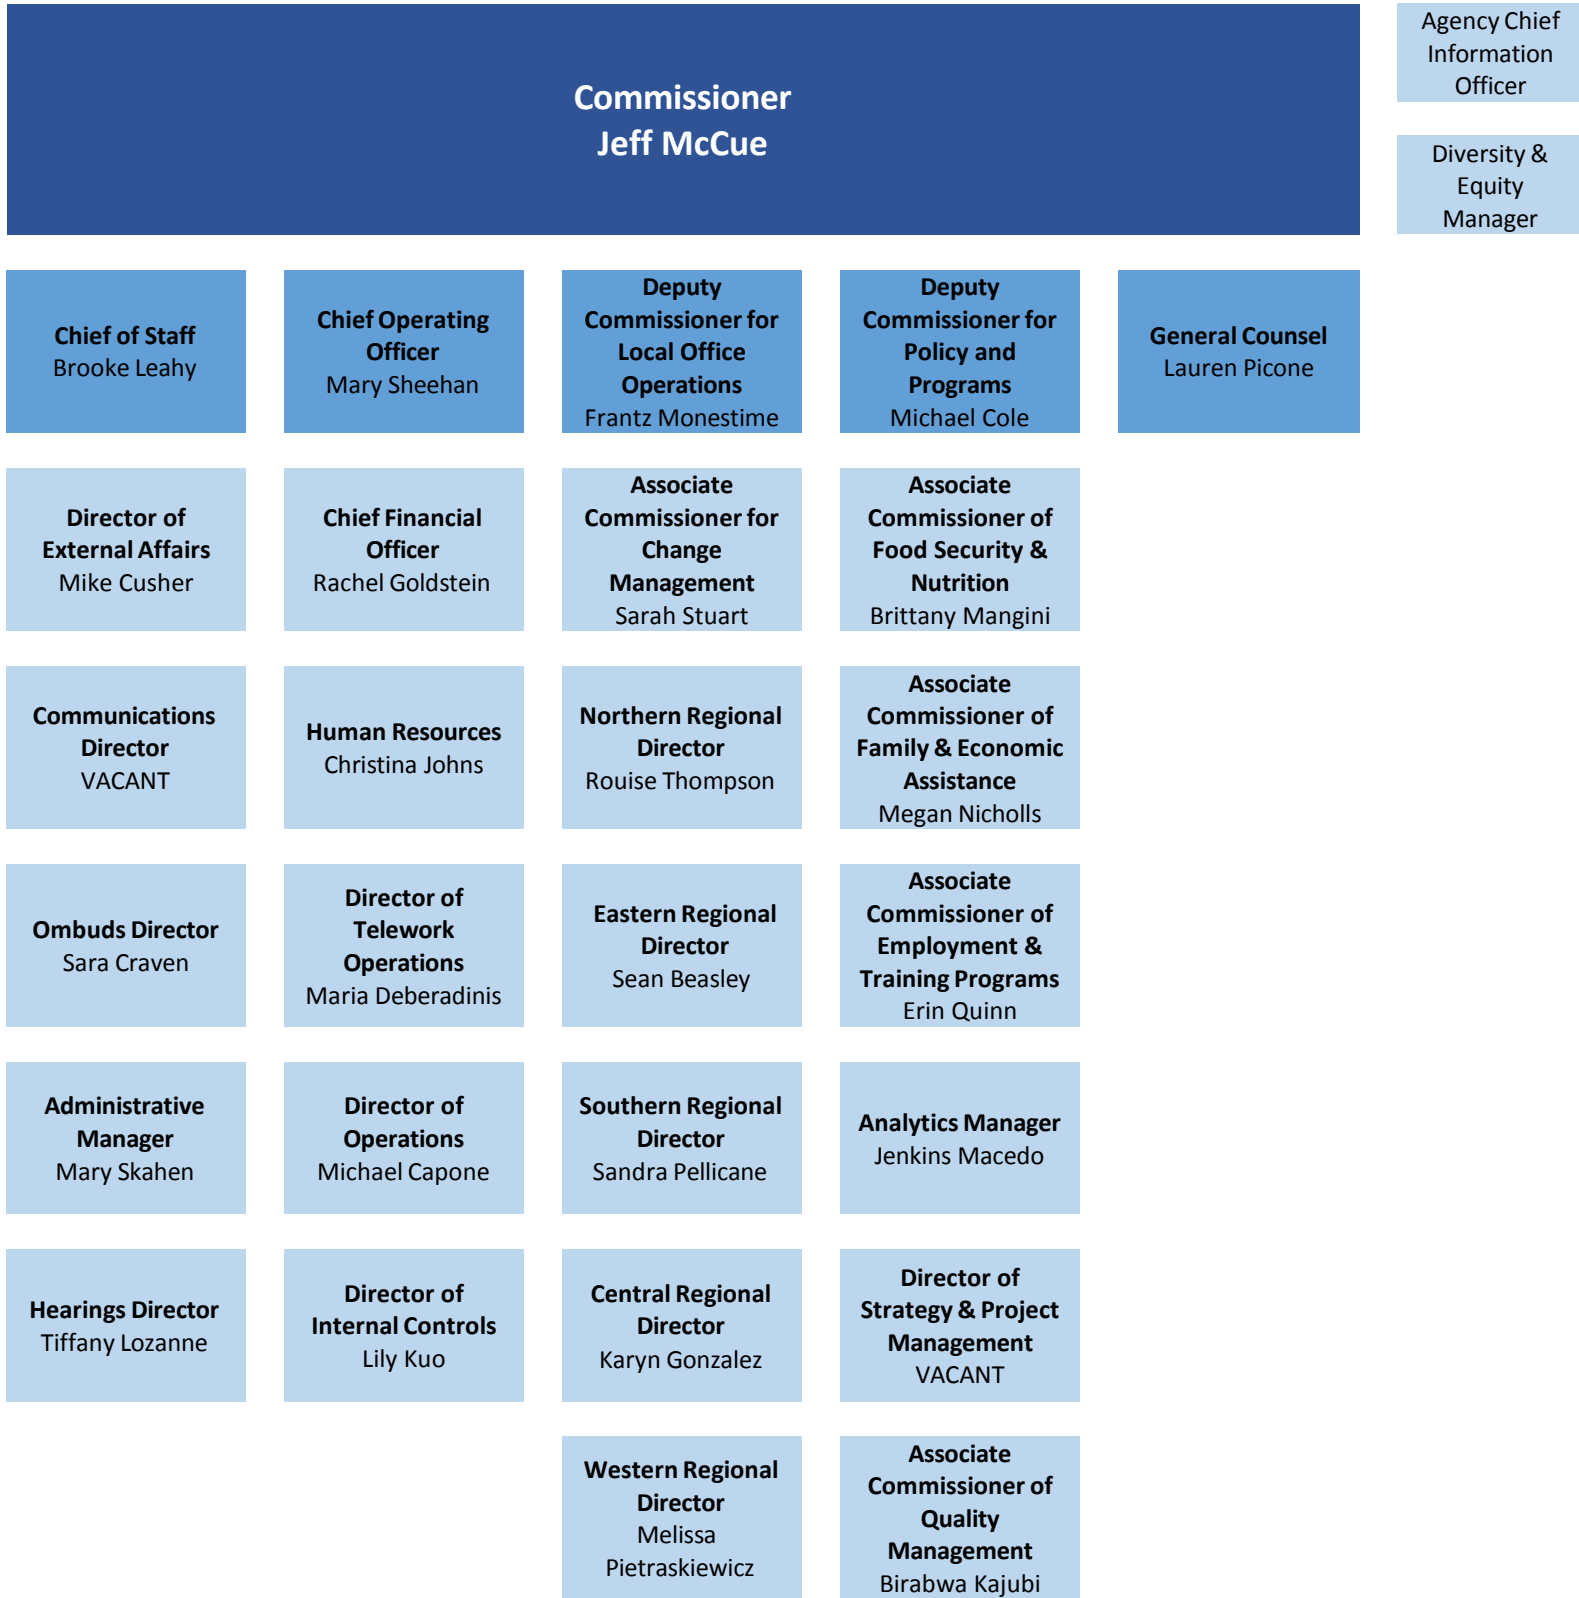 Commissioner
Jeff McCue
Agency Chief
Information
Officer
Diversity &
Equity
Manager
Chief of Staff
Brooke Leahy
Chief Operating
Officer
Mary Sheehan
Deputy
Commissioner for
Local Office
Operations
Frantz Monestime
Deputy
Commissioner for
Policy and
Programs
Michael Cole
General Counsel
Lauren Picone
Director of
External Affairs
Mike Cusher
Chief Financial
Officer
Rachel Goldstein
Associate
Commissioner for
Change
Management
Sarah Stuart
Associate
Commissioner of
Food Security &
Nutrition
Brittany Mangini
Communications
Director
VACANT
Human Resources
Christina Johns
Northern Regional
Director
Rouise Thompson
Associate
Commissioner of
Family & Economic
Assistance
Megan Nicholls
Ombuds Director
Sara Craven
Director of
Telework
Operations
Maria Deberadinis
Eastern Regional
Director
Sean Beasley
Associate
Commissioner of
Employment &
Training Programs
Erin Quinn
Administrative
Manager
Mary Skahen
Director of
Operations
Michael Capone
Southern Regional
Director
Sandra Pellicane
Analytics Manager
Jenkins Macedo
Hearings Director
Tiffany Lozanne
Director of
Internal Controls
Lily Kuo
Central Regional
Director
Karyn Gonzalez
Director of
Strategy & Project
Management
VACANT
Western Regional
Director
Melissa
Pietraskiewicz
Associate
Commissioner of
Quality
Management
Birabwa Kajubi